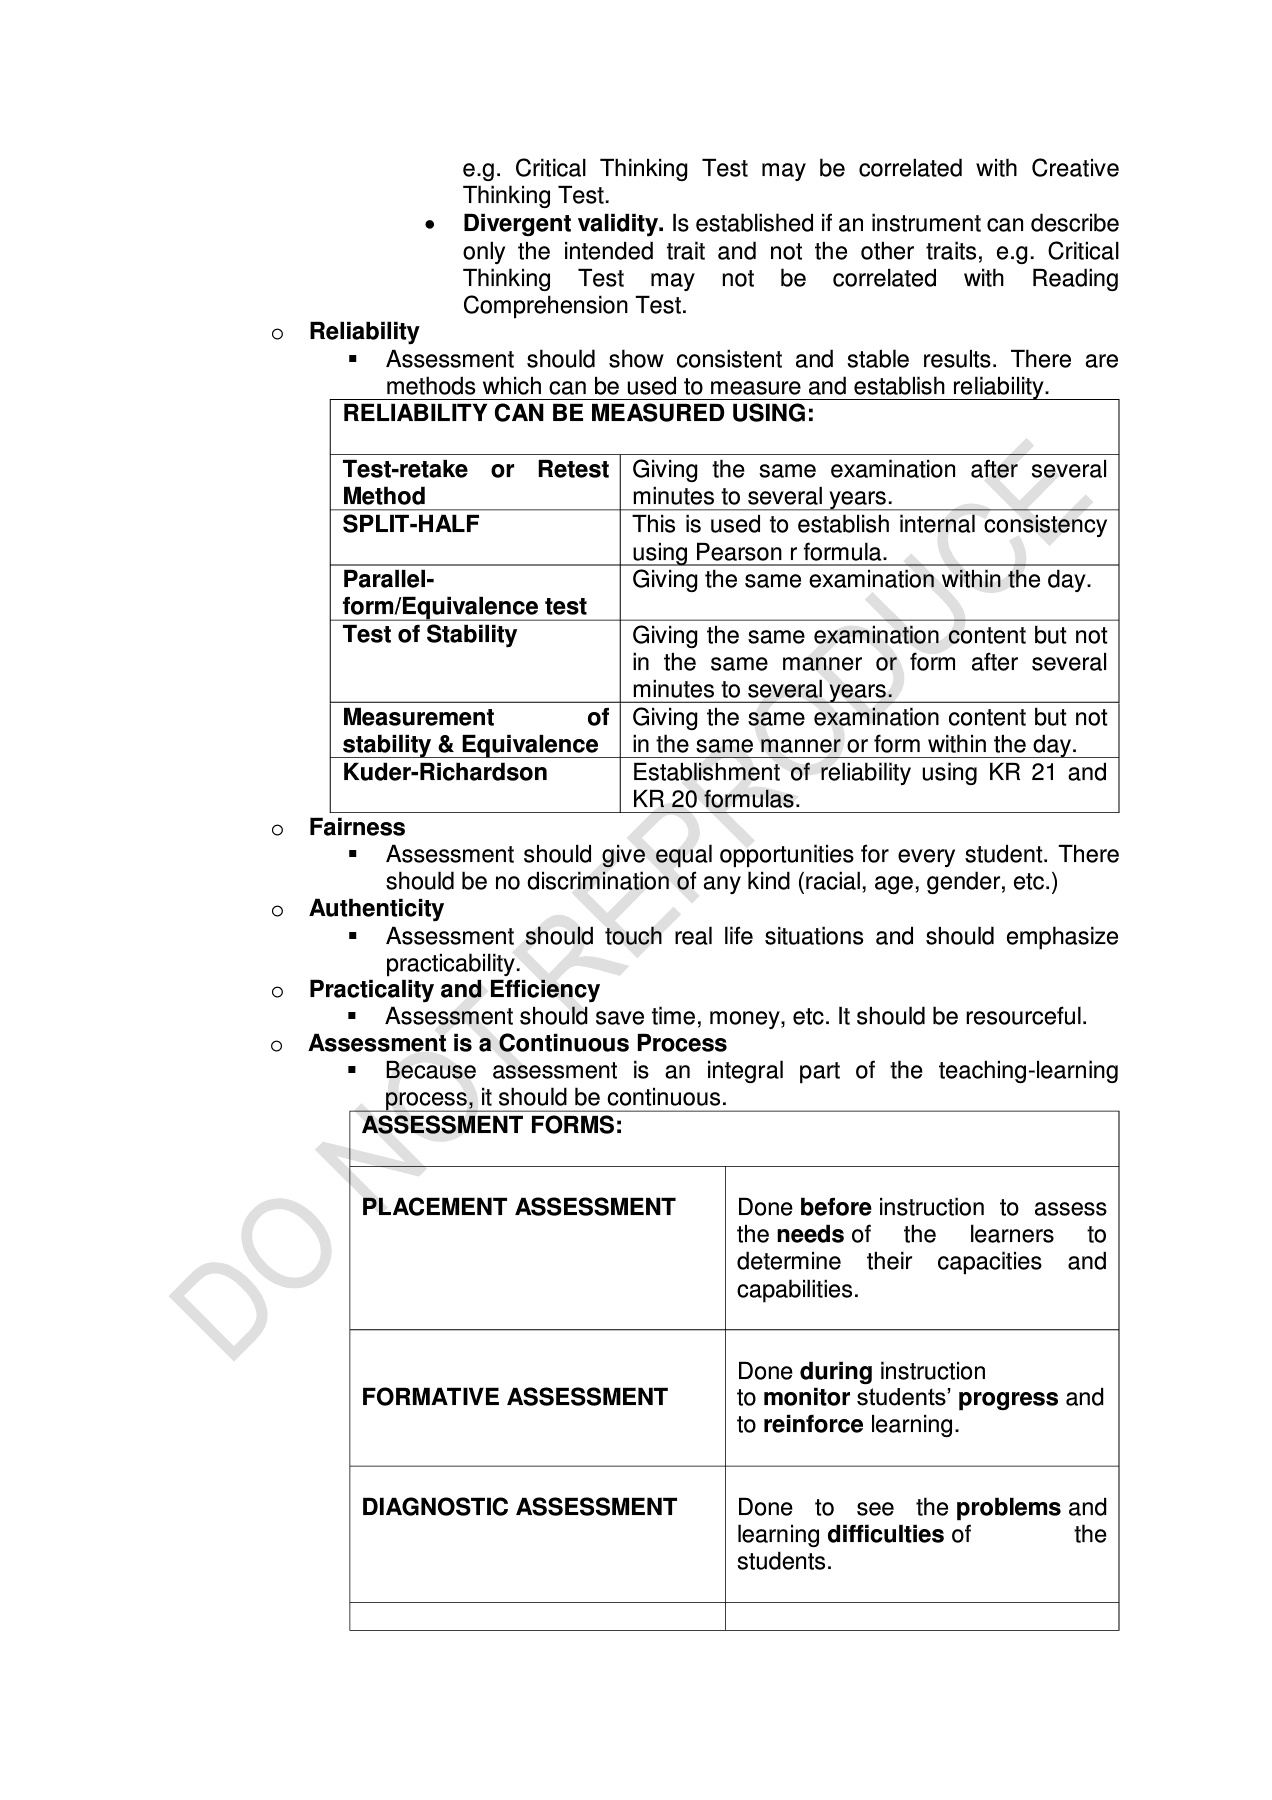 e.g. Critical Thinking Test may be correlated with Creative
Thinking Test.
• Divergent validity. Is established if an instrument can describe
only the intended trait and not the other traits, e.g. Critical
Thinking Test may not be correlated with Reading
Comprehension Test.
o Reliability
▪ Assessment should show consistent and stable results. There are
methods which can be used to measure and establish reliability.
RELIABILITY CAN BE MEASURED USING:
Test-retake or Retest
Method
Giving the same examination after several
minutes to several years.
SPLIT-HALF
This is used to establish internal consistency
using Pearson r formula.
Parallel-
form/Equivalence test
Giving the same examination within the day.
Test of Stability
Giving the same examination content but not
in the same manner or form after several
minutes to several years.
Measurement of
stability & Equivalence
Giving the same examination content but not
in the same manner or form within the day.
Kuder-Richardson
Establishment of reliability using KR 21 and
KR 20 formulas.
o Fairness
▪ Assessment should give equal opportunities for every student. There
should be no discrimination of any kind (racial, age, gender, etc.)
o Authenticity
▪ Assessment should touch real life situations and should emphasize
practicability.
o Practicality and Efficiency
▪ Assessment should save time, money, etc. It should be resourceful.
o Assessment is a Continuous Process
▪ Because assessment is an integral part of the teaching-learning
process, it should be continuous.
ASSESSMENT FORMS:
PLACEMENT ASSESSMENT
Done before instruction to assess
the needs of the learners to
determine their capacities and
capabilities.
FORMATIVE ASSESSMENT
Done during instruction
to monitor students’ progress and
to reinforce learning.
DIAGNOSTIC ASSESSMENT
Done to see the problems and
learning difficulties of the
students.
DO NOT REPRODUCE